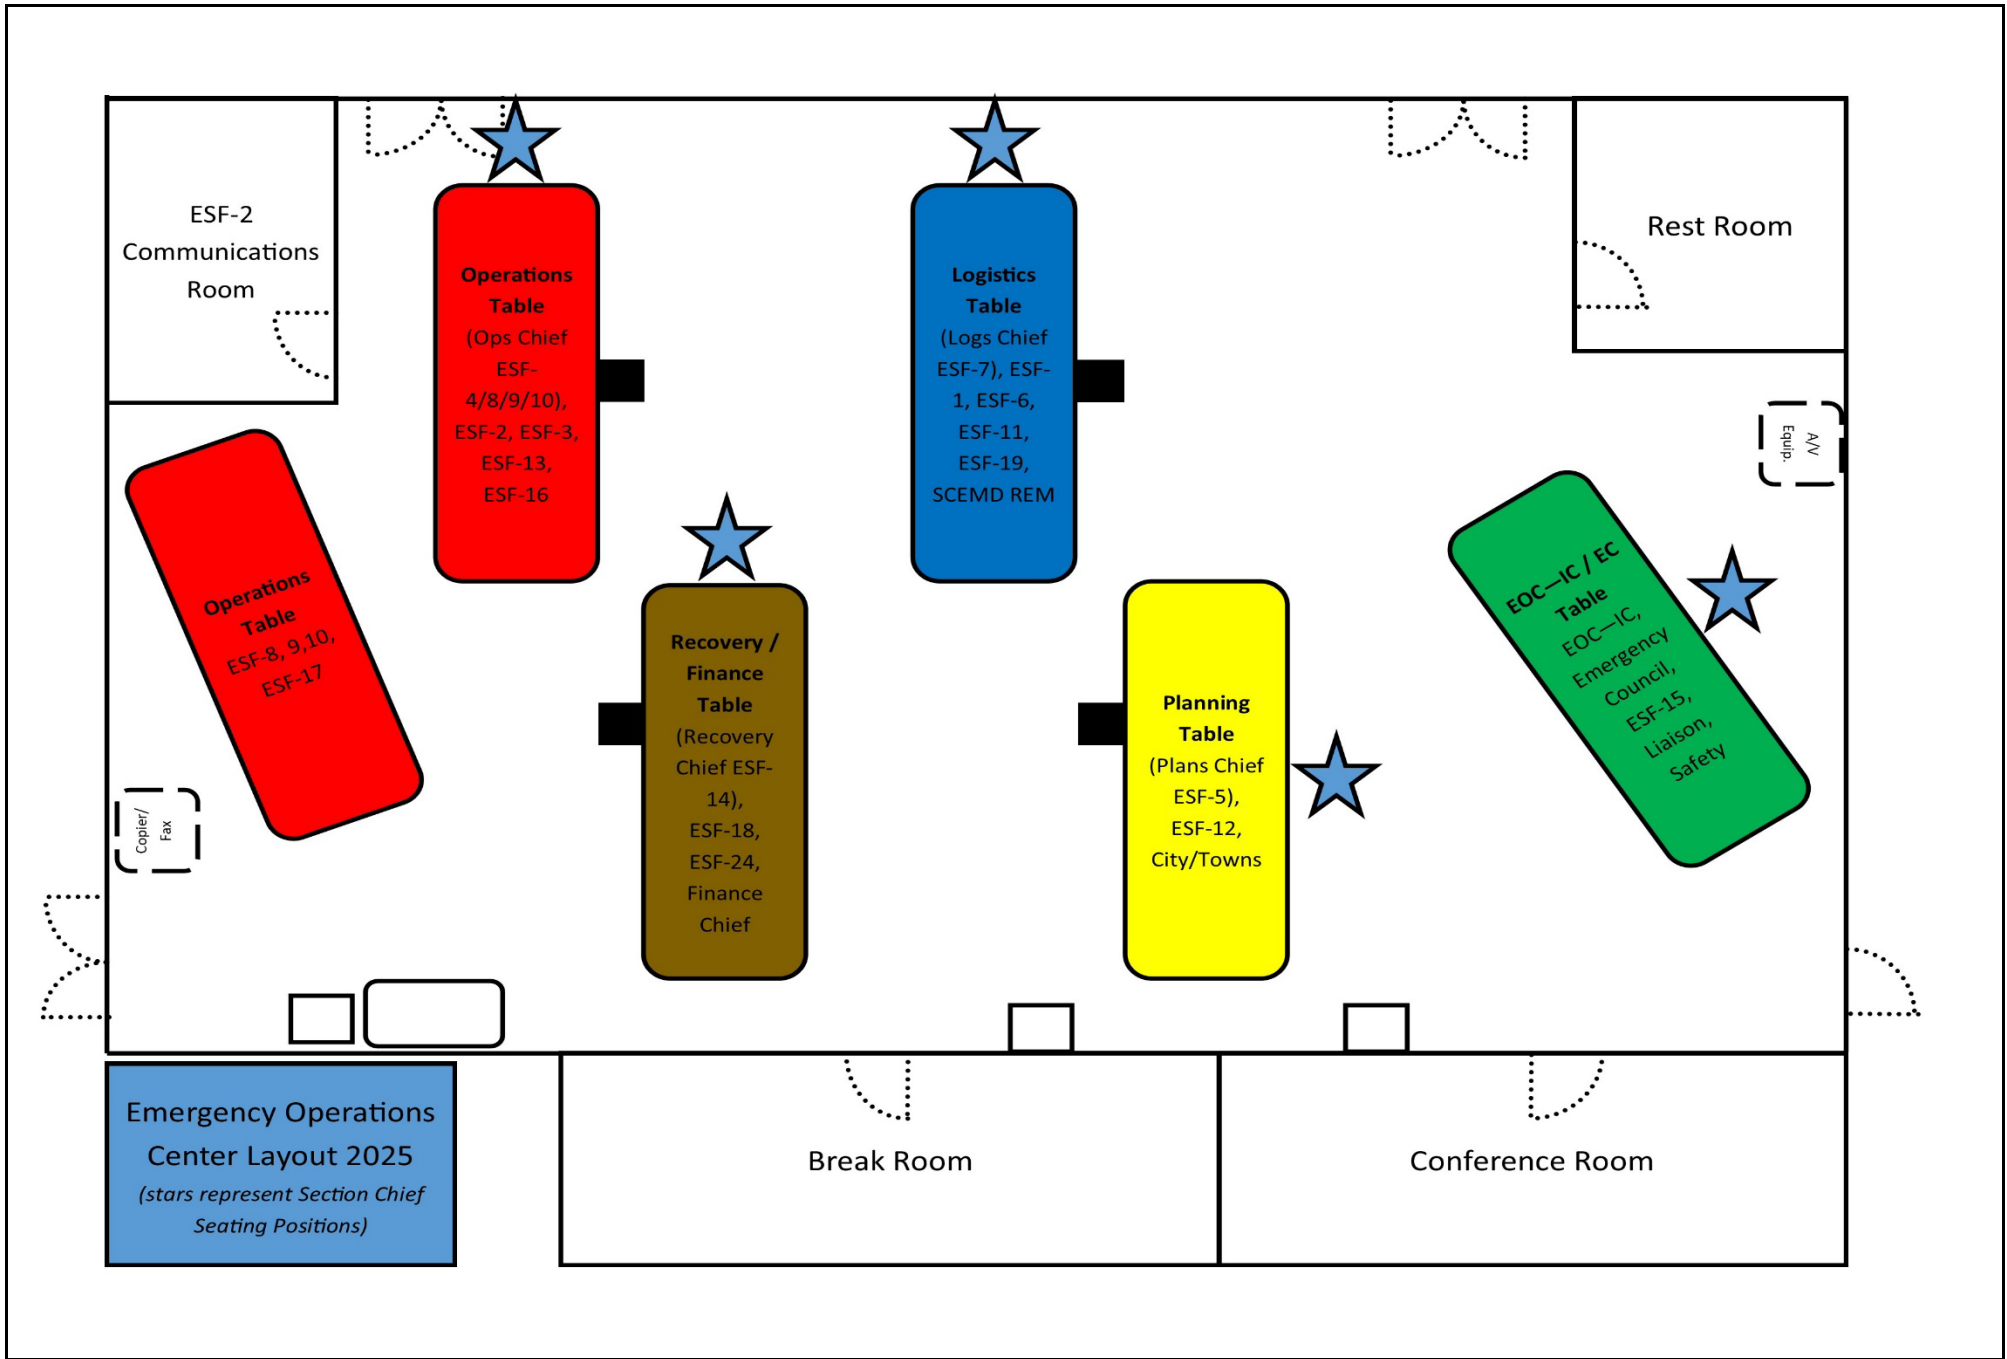 ESF-2
Communications
Room
Operations
Table
(Ops Chief
ESF-
4/8/9/10),
ESF-2, ESF-3,
ESF-13,
ESF-16
Logistics
Table
(Logs Chief
ESF-7), ESF-
1, ESF-6,
ESF-11,
ESF-19,
SCEMD REM
Rest Room
A/V
Equip.
Operations
Table
ESF-8, 9,10,
ESF-17
Recovery /
Finance
Table
(Recovery
Chief ESF-
14),
ESF-18,
ESF-24,
Finance
Chief
Planning
Table
(Plans Chief
ESF-5),
ESF-12,
City/Towns
EOC—IC / EC
Table
EOC—IC,
Emergency
Council,
ESF-15,
Liaison,
Safety
Copier/
Fax
Emergency Operations
Center Layout 2025
(stars represent Section Chief
Seating Positions)
Break Room
Conference Room